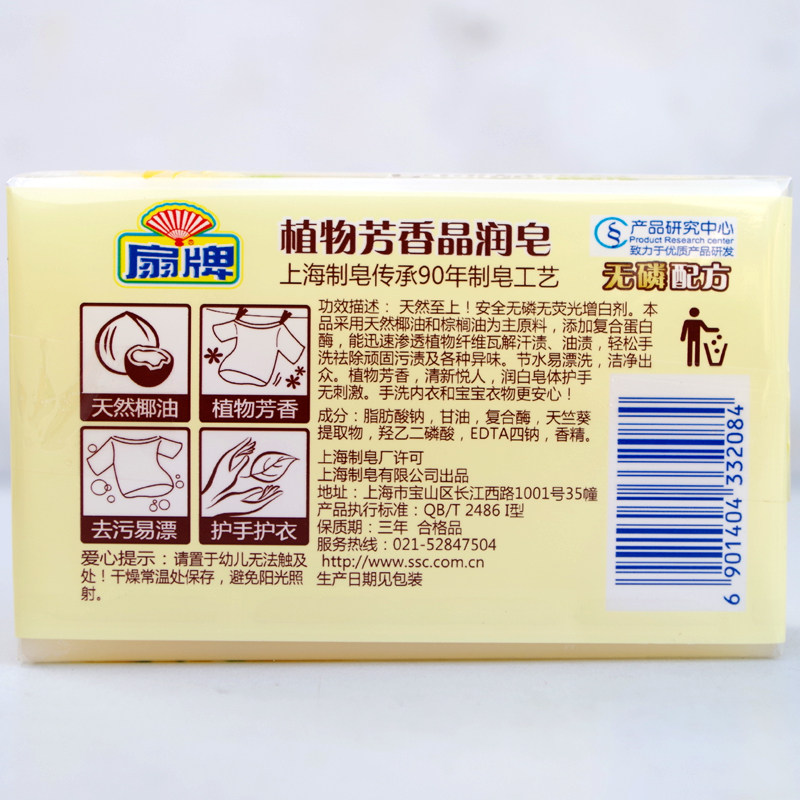 扇牌
植物芳香晶润皂
上海制皂传承90年制皂工艺
产品研究中心
Product Research center
致力于优质产品研发
无磷配方
天然椰油
植物芳香
去污易漂
护手护衣
功效描述：天然至上！安全无磷无荧光增白剂。本
品采用天然椰油和棕榈油为主原料，添加复合蛋白
酶，能迅速渗透植物纤维瓦解汗渍、油渍，轻松手
洗祛除顽固污渍及各种异味。节水易漂洗，洁净出
众。植物芳香，清新悦人，润白皂体护手
无刺激。手洗内衣和宝宝衣物更安心！
成分：脂肪酸钠，甘油，复合酶，天竺葵
提取物，羟乙二磷酸，EDTA四钠，香精。
上海制皂厂许可
上海制皂有限公司出品
地址：上海市宝山区长江西路1001号35幢
产品执行标准：QB/T 2486 I型
保质期：三年 合格品
服务热线：021-52847504
http://www.ssc.com.cn
生产日期见包装
爱心提示：请置于幼儿无法触及
处！干燥常温处保存，避免阳光照
射。
6 901404 332084